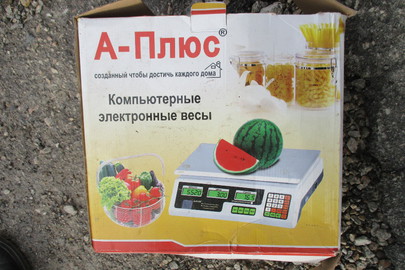 А-Плюс®
созданный чтобы достичь каждого дома
Компьютерные
электронные весы